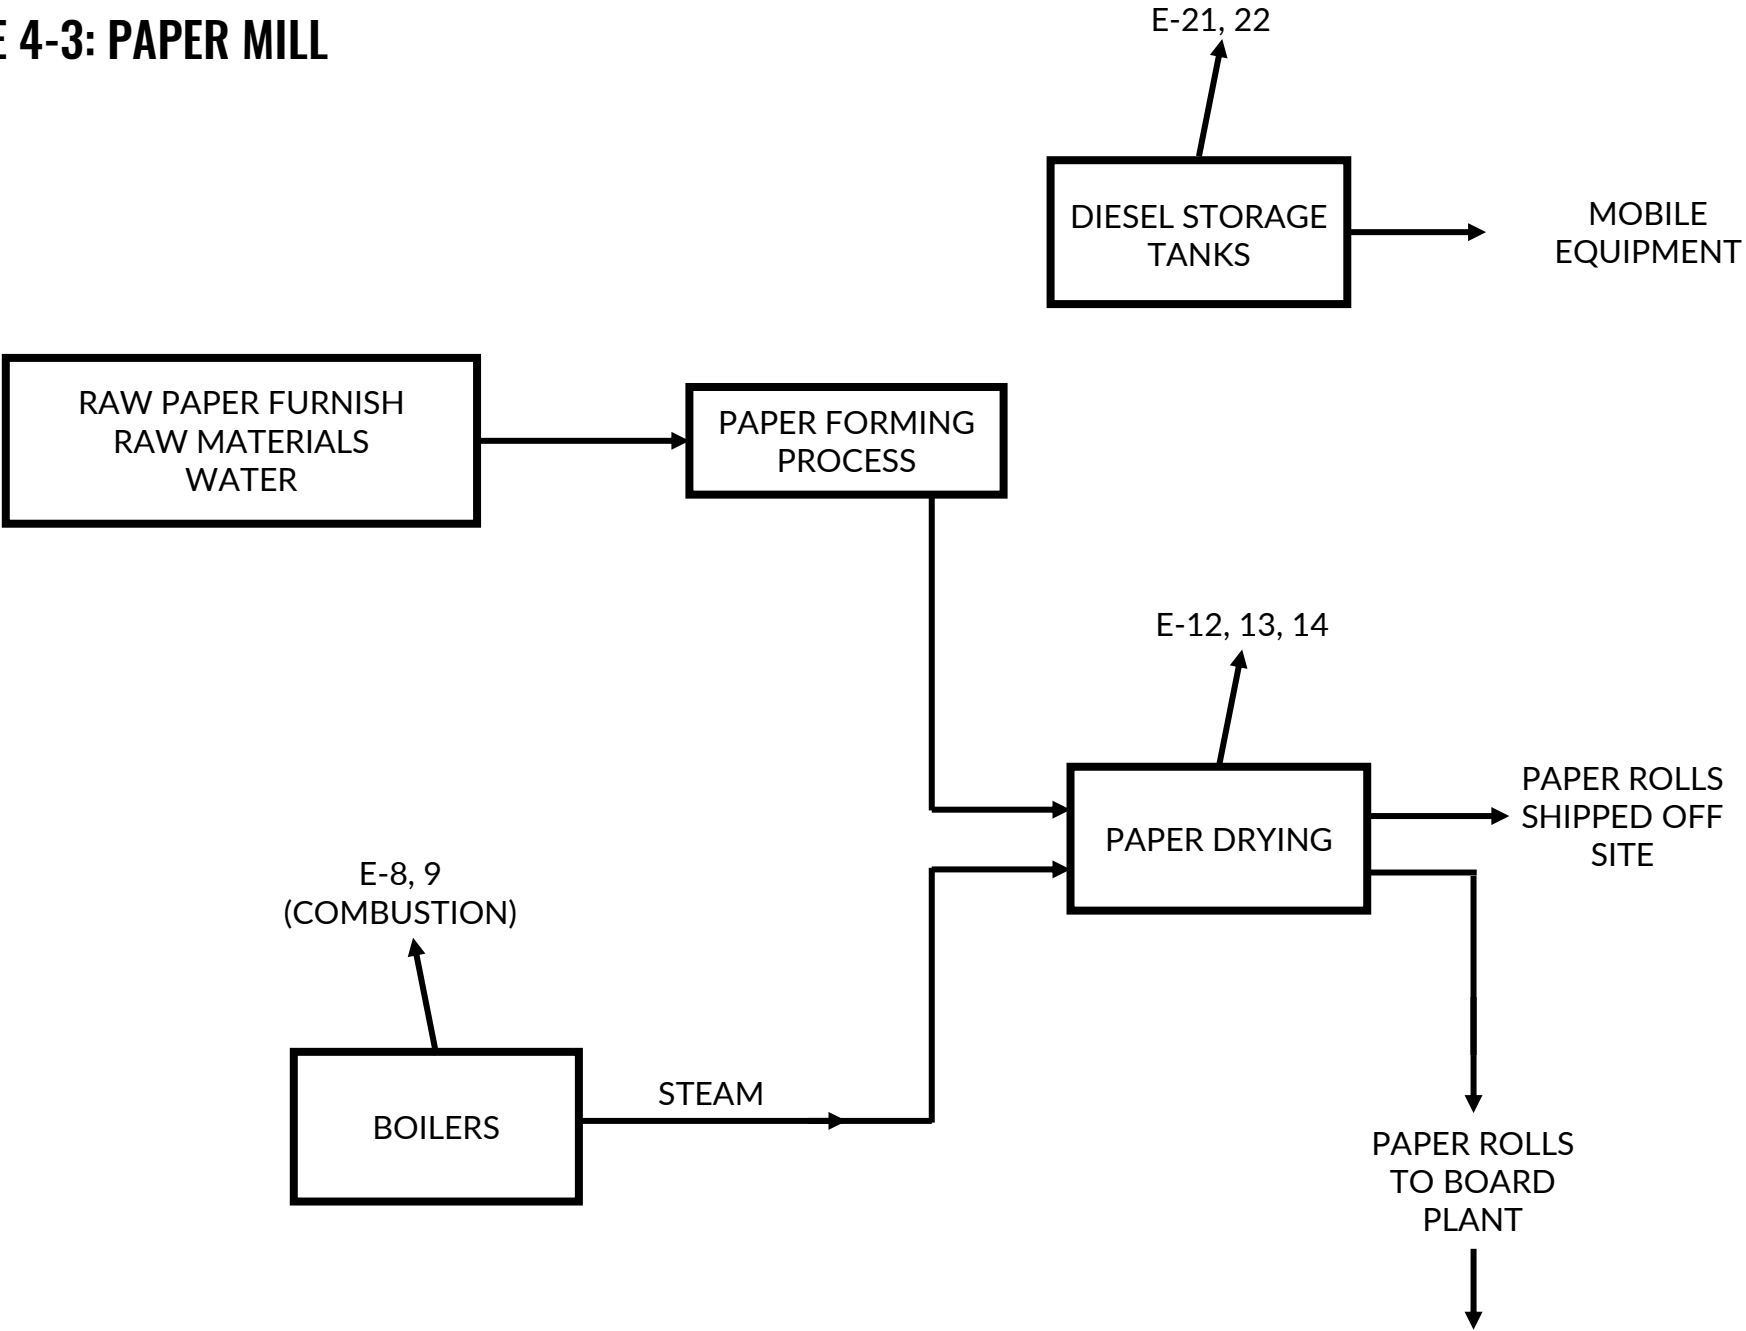 E 4-3: PAPER MILL
E-21, 22
DIESEL STORAGE
TANKS
MOBILE
EQUIPMENT
RAW PAPER FURNISH
RAW MATERIALS
WATER
PAPER FORMING
PROCESS
E-12, 13, 14
PAPER DRYING
PAPER ROLLS
SHIPPED OFF
SITE
E-8, 9
(COMBUSTION)
BOILERS
STEAM
PAPER ROLLS
TO BOARD
PLANT